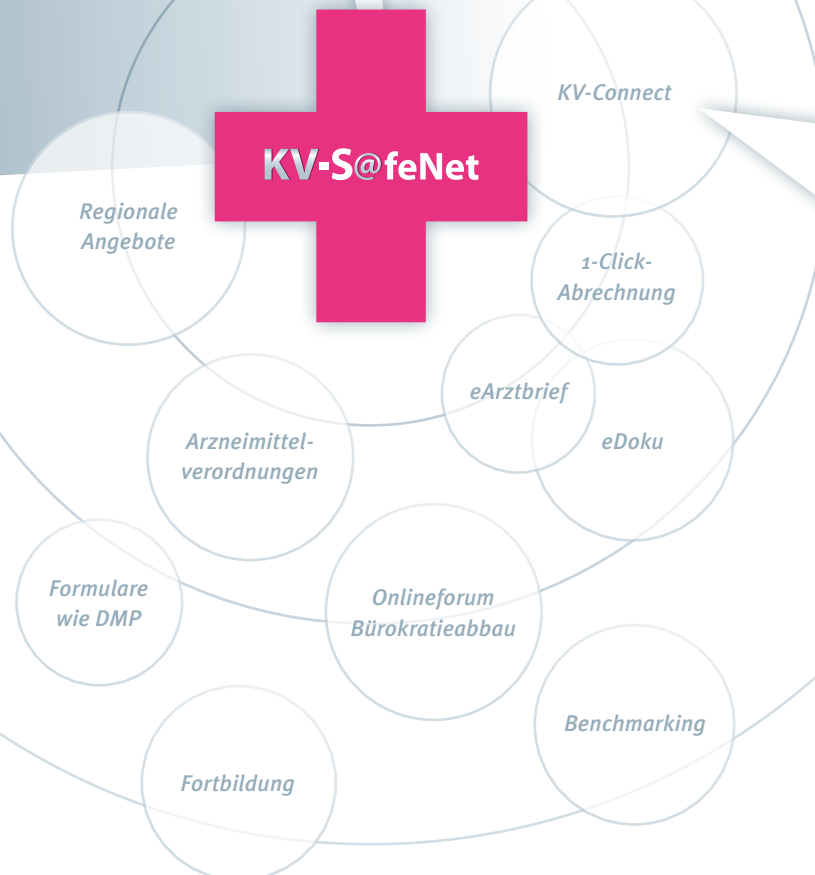 KV-Connect
KV-S@feNet
Regionale
Angebote
1-Click-
Abrechnung
eArztbrief
Arzneimittel-
verordnungen
eDoku
Formulare
wie DMP
Onlineforum
Bürokratieabbau
Benchmarking
Fortbildung